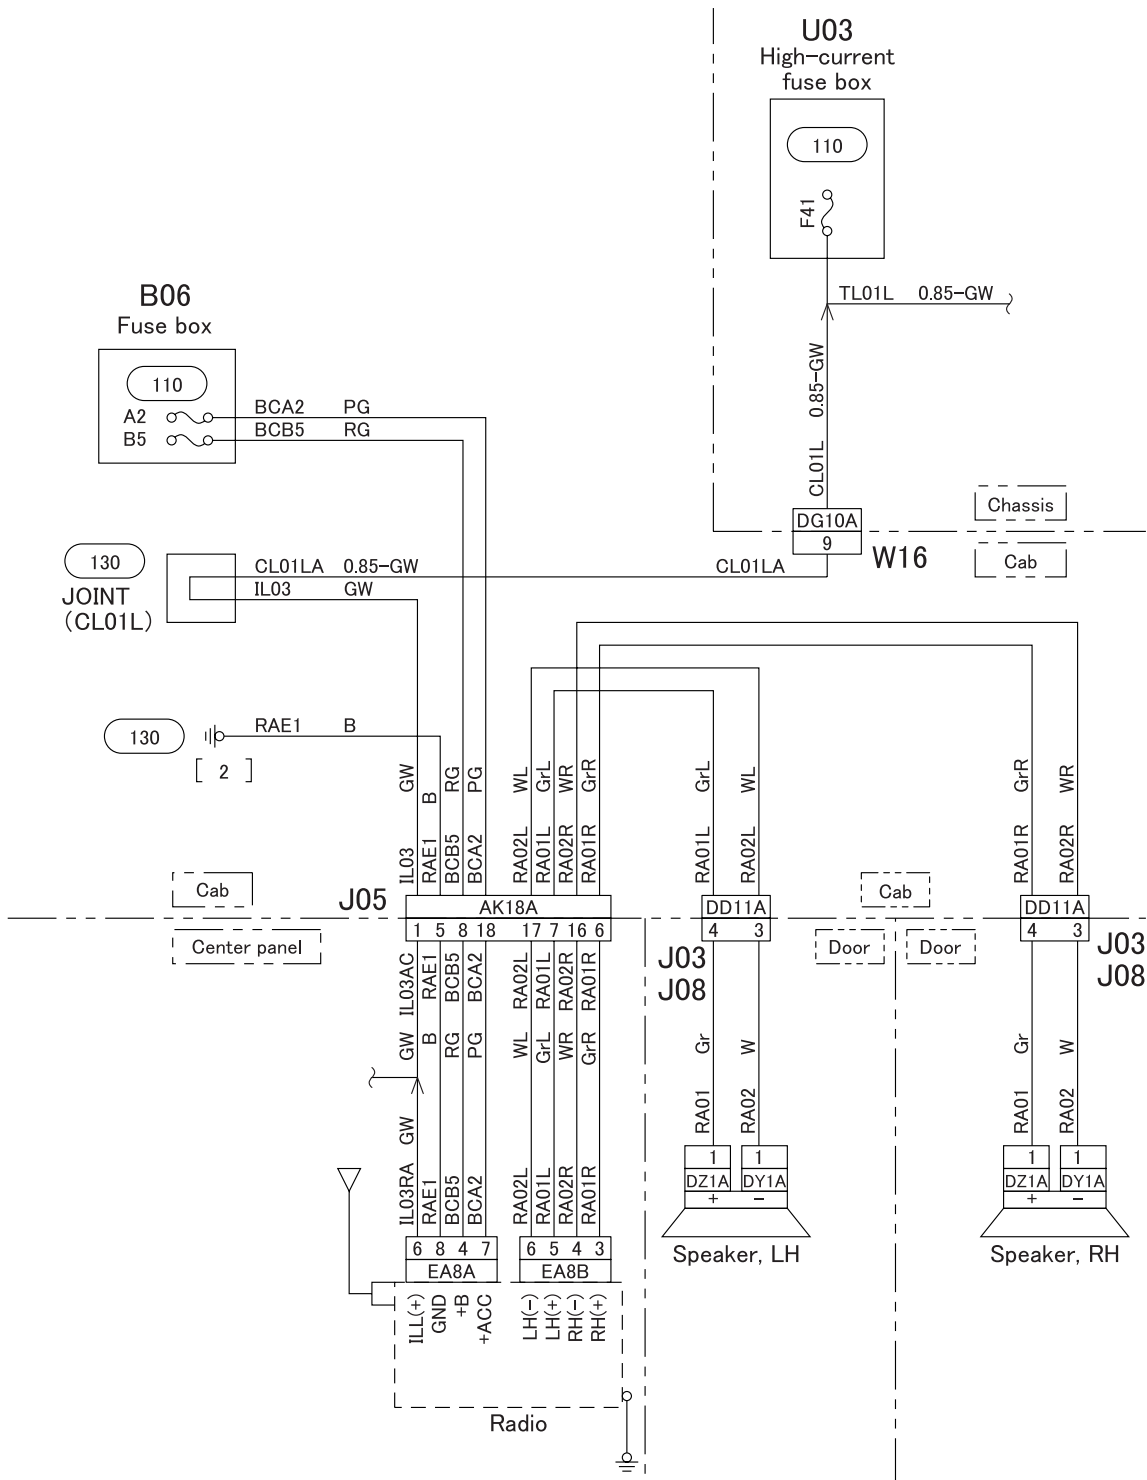 U03
High-current
fuse box
110
F41
TL01L 0.85-GW
CL01L 0.85-GW
B06
Fuse box
110
A2
B5
BCA2 PG
BCB5 RG
DG10A
9
W16
Chassis
Cab
130
JOINT
(CL01L)
CL01LA 0.85-GW
CL01LA
IL03 GW
130
[ 2 ]
RAE1 B
IL03 GW
RAE1 B
BCB5 RG
BCA2 PG
RA02L WL
RA01L GrL
RA02R WR
RA01R GrR
RA01L GrL
RA02L WL
RA01R GrR
RA02R WR
Cab
Center panel
J05
AK18A
1 5 8 18 17 7 16 6
DD11A
4 3
J03
J08
Cab
Door
Door
DD11A
4 3
J03
J08
IL03AC GW
RAE1 B
BCB5 RG
BCA2 PG
RA02L WL
RA01L GrL
RA02R WR
RA01R GrR
RA01 Gr
RA02 W
RA01 Gr
RA02 W
IL03RA GW
RAE1
BCB5
BCA2
RA02L
RA01L
RA02R
RA01R
1 1
DZ1A DY1A
+ −
Speaker, LH
1 1
DZ1A DY1A
+ −
Speaker, RH
6 8 4 7
EA8A
6 5 4 3
EA8B
ILL(+)
GND
+B
+ACC
LH(-)
LH(+)
RH(-)
RH(+)
Radio